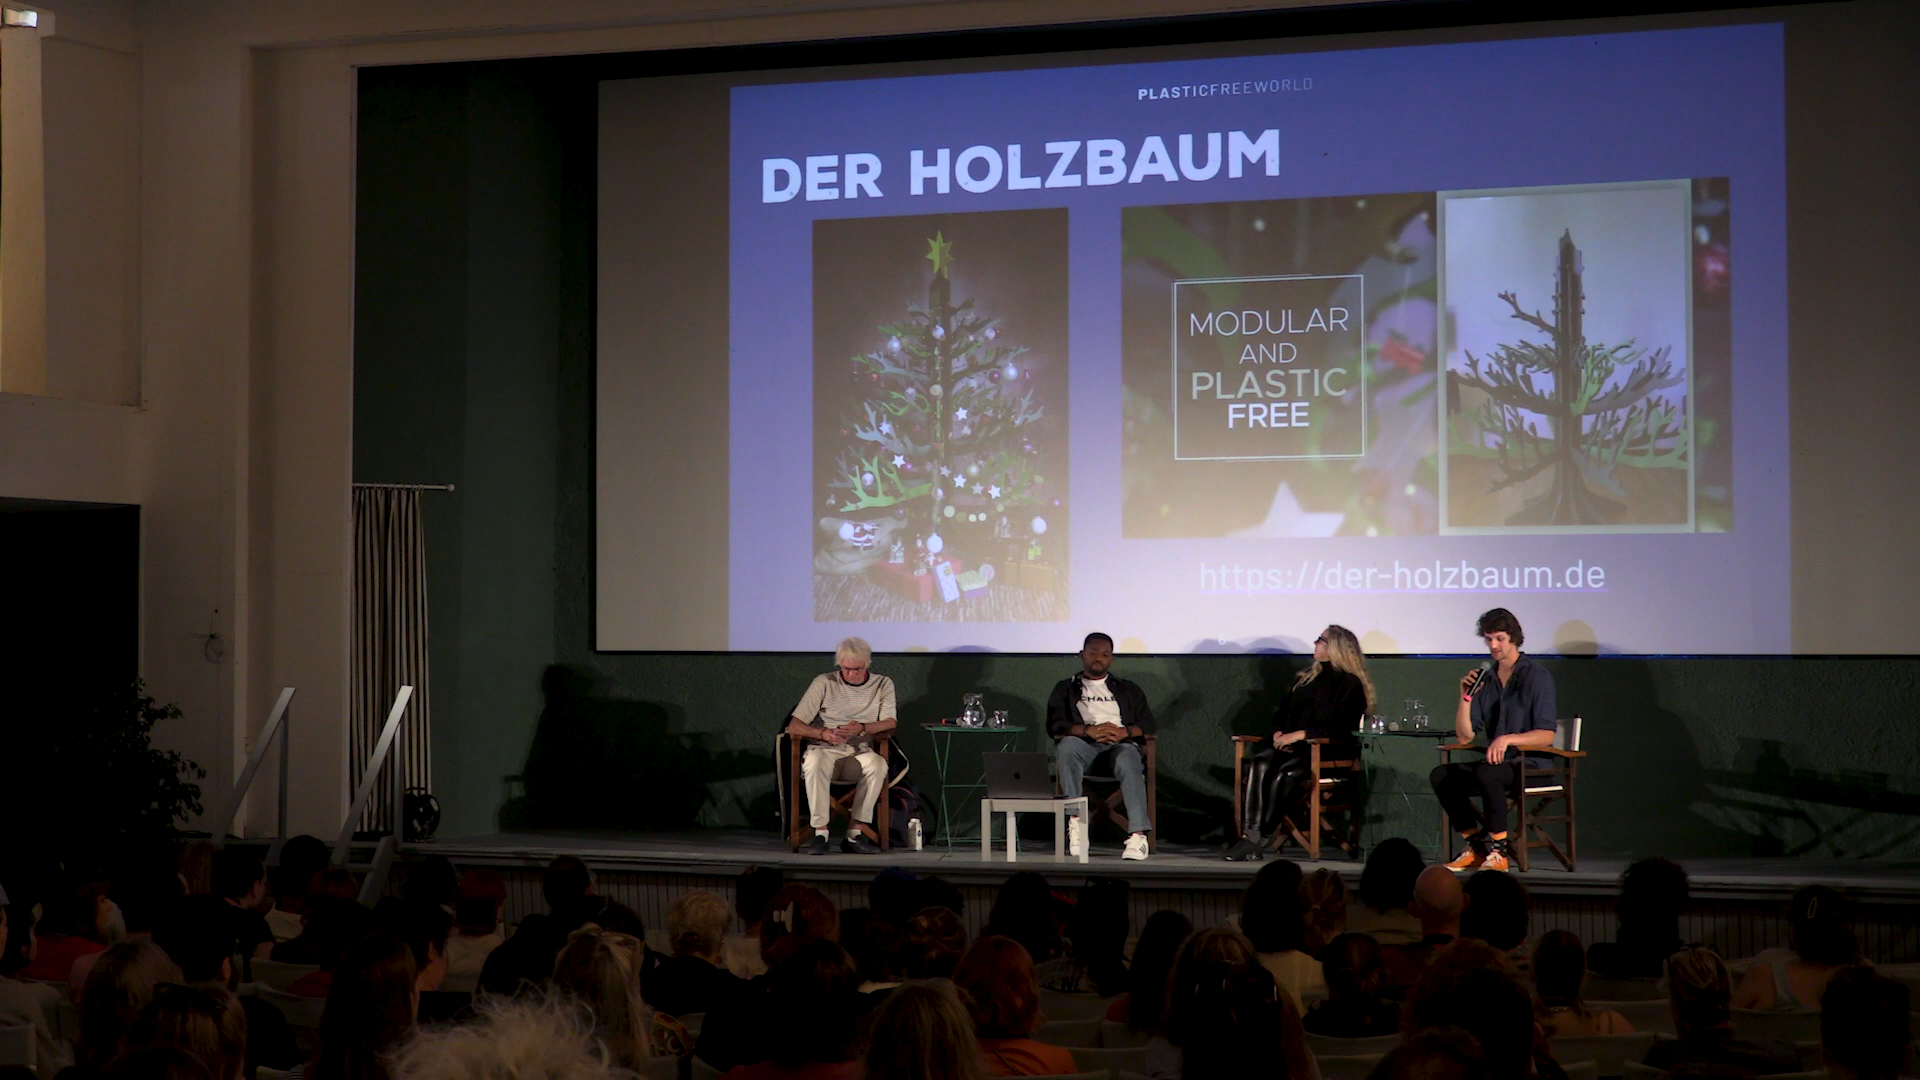 PLASTICFREEWORLD
DER HOLZBAUM
MODULAR
AND
PLASTIC
FREE
https://der-holzbaum.de